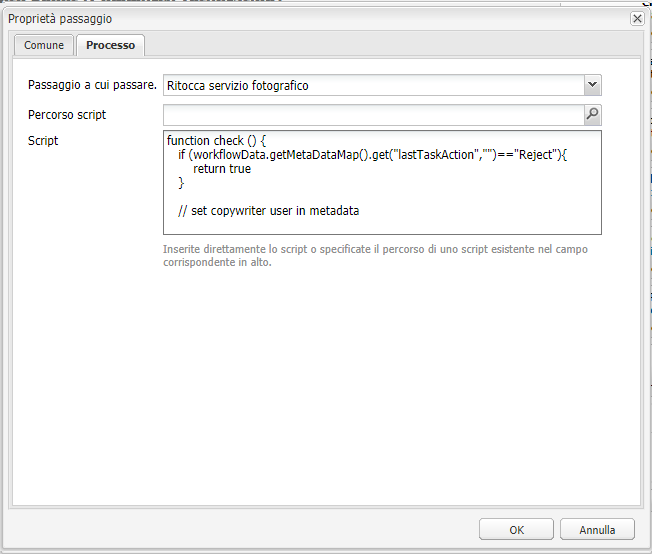 Proprietà passaggio
Comune
Processo
Passaggio a cui passare.
Ritocca servizio fotografico
Percorso script
Script
function check () {
if (workflowData.getMetaDataMap().get("lastTaskAction","")=="Reject"){
return true
}
// set copywriter user in metadata
Inserite direttamente lo script o specificate il percorso di uno script esistente nel campo
corrispondente in alto.
OK
Annulla